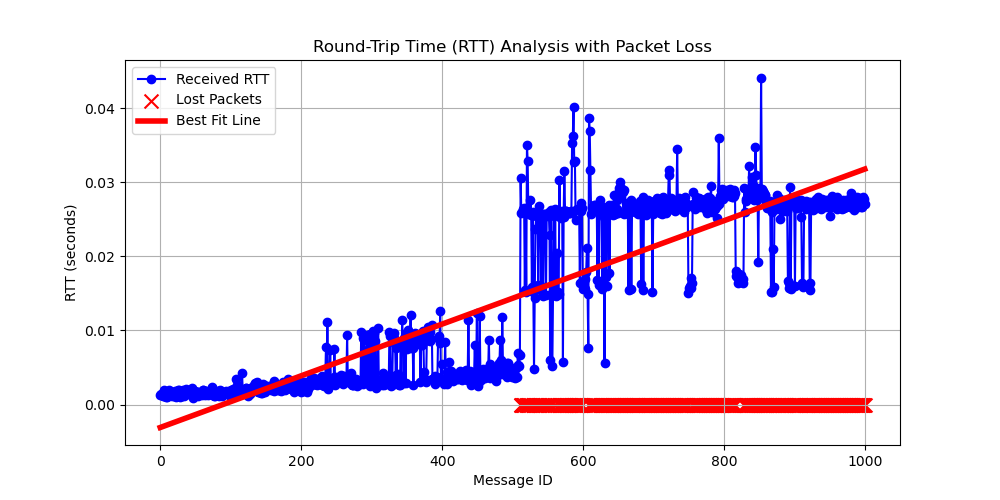 Round-Trip Time (RTT) Analysis with Packet Loss
Received RTT
Lost Packets
Best Fit Line
RTT (seconds)
0.04
0.03
0.02
0.01
0.00
0 200 400 600 800 1000
Message ID